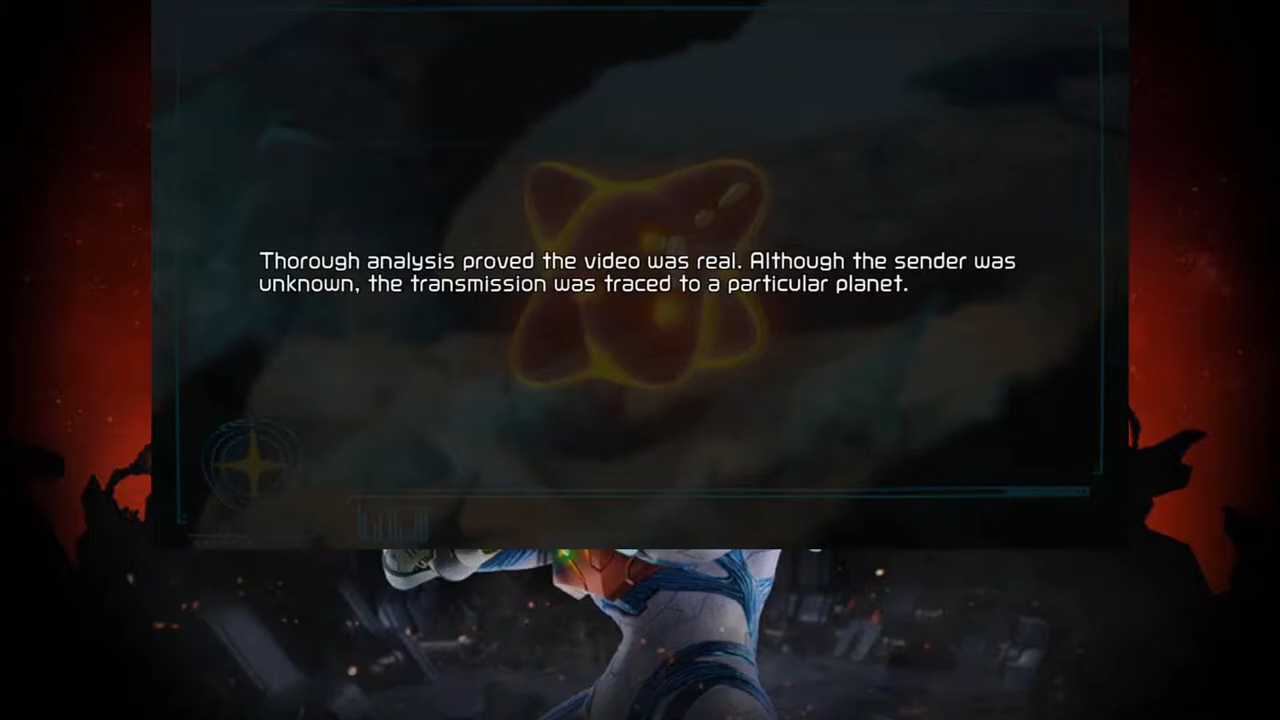 Thorough analysis proved the video was real. Although the sender was
unknown, the transmission was traced to a particular planet.